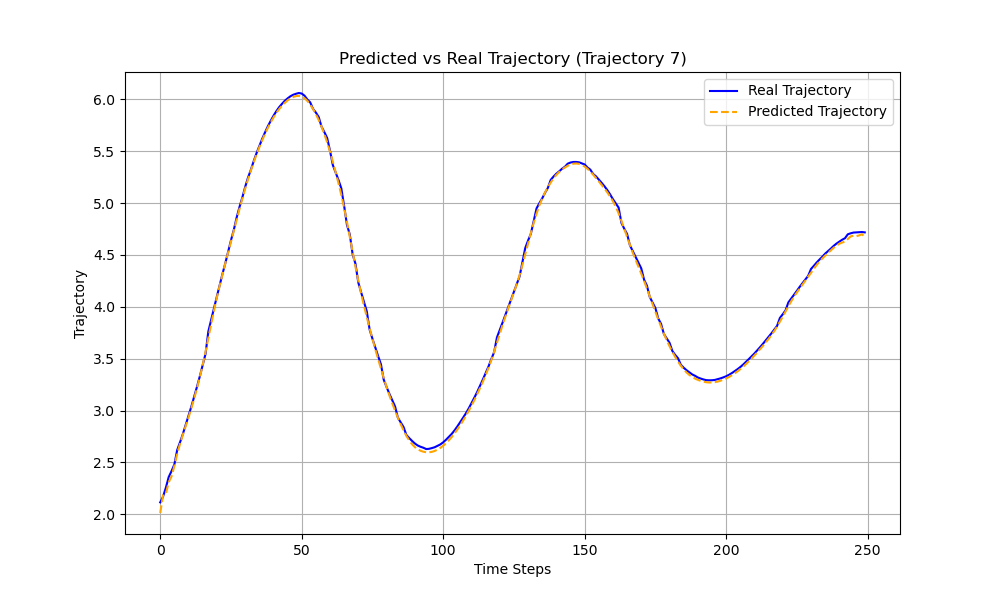 Predicted vs Real Trajectory (Trajectory 7)
Real Trajectory
Predicted Trajectory
Trajectory
6.0
5.5
5.0
4.5
4.0
3.5
3.0
2.5
2.0
0 50 100 150 200 250
Time Steps